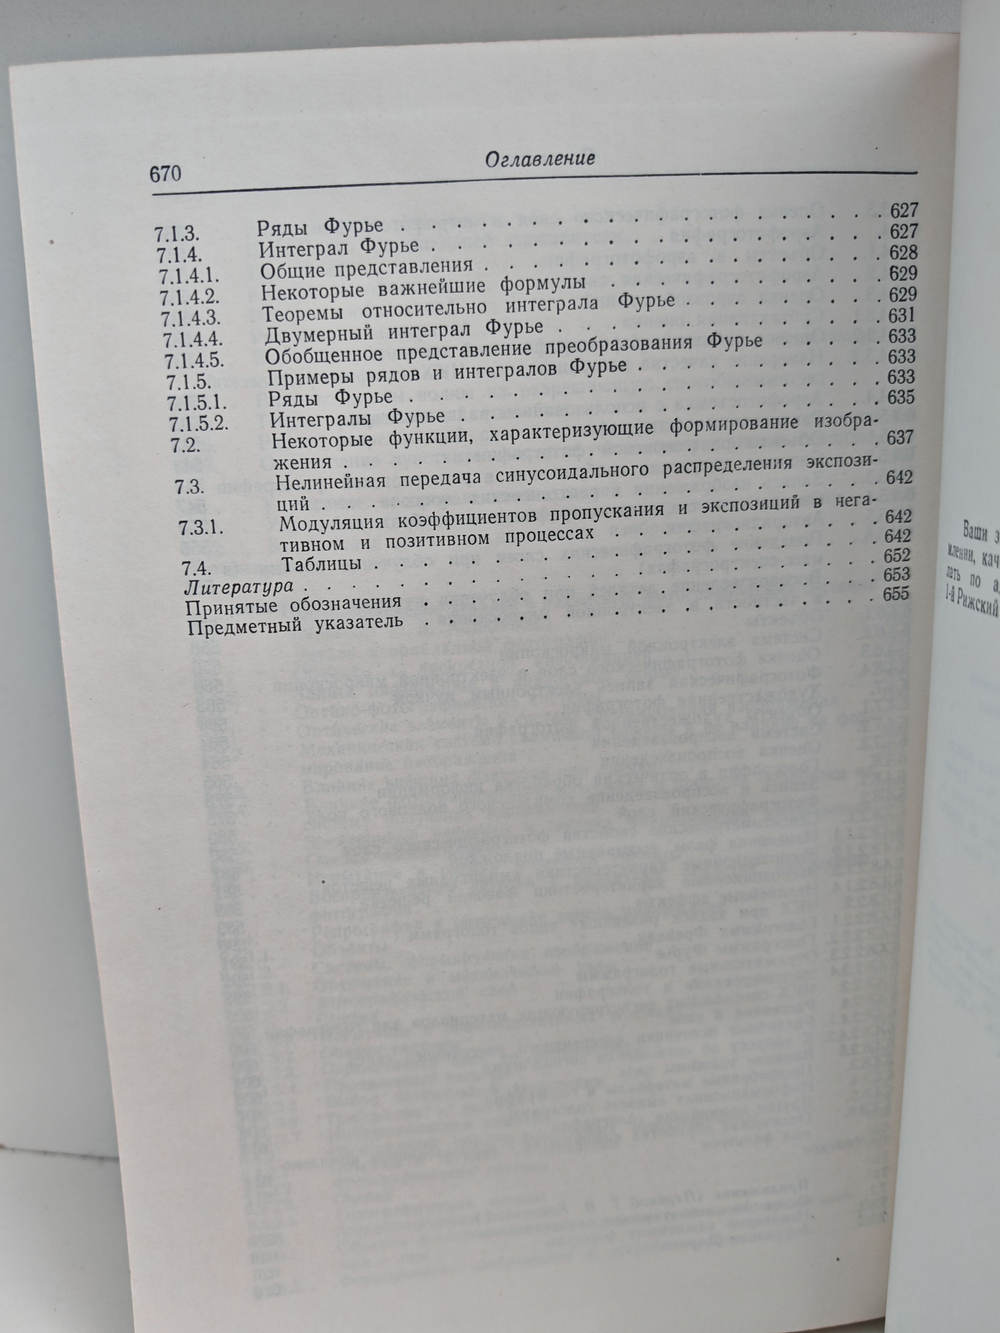 670 Оглавление
7.1.3. Ряды Фурье . . . . . . . . . . . . . . . . . . . 627
7.1.4. Интеграл Фурье . . . . . . . . . . . . . . . . . 627
7.1.4.1. Общие представления . . . . . . . . . . . . . . 628
7.1.4.2. Некоторые важнейшие формулы . . . . . . . . . . 629
7.1.4.3. Теоремы относительно интеграла Фурье . . . . . . 629
7.1.4.4. Двумерный интеграл Фурье . . . . . . . . . . . . 631
7.1.4.5. Обобщенное представление преобразования Фурье . . . . . 633
7.1.5. Примеры рядов и интегралов Фурье . . . . . . . . . 633
7.1.5.1. Ряды Фурье . . . . . . . . . . . . . . . . . . . 633
7.1.5.2. Интегралы Фурье . . . . . . . . . . . . . . . . . 635
7.2. Некоторые функции, характеризующие формирование изобра-
жения . . . . . . . . . . . . . . . . . . . . . 637
7.3. Нелинейная передача синусоидального распределения экспози-
ций . . . . . . . . . . . . . . . . . . . . . . 642
7.3.1. Модуляция коэффициентов пропускания и экспозиций в нега-
тивном и позитивном процессах . . . . . . . . . . 642
7.4. Таблицы . . . . . . . . . . . . . . . . . . . . 642
Литература . . . . . . . . . . . . . . . . . . . . . . 652
Принятые обозначения . . . . . . . . . . . . . . . . . 653
Предметный указатель . . . . . . . . . . . . . . . . . 655
Ваши з
кач
лать по а
1-й Рижский